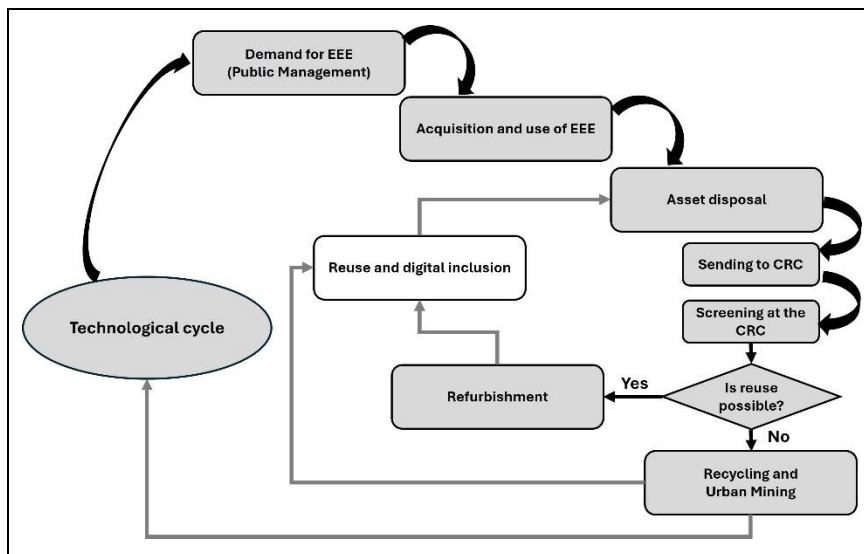 Demand for EEE
(Public Management)
Acquisition and use of EEE
Asset disposal
Reuse and digital inclusion
Sending to CRC
Technological cycle
Screening at the
CRC
Yes
Is reuse
possible?
Refurbishment
No
Recycling and
Urban Mining